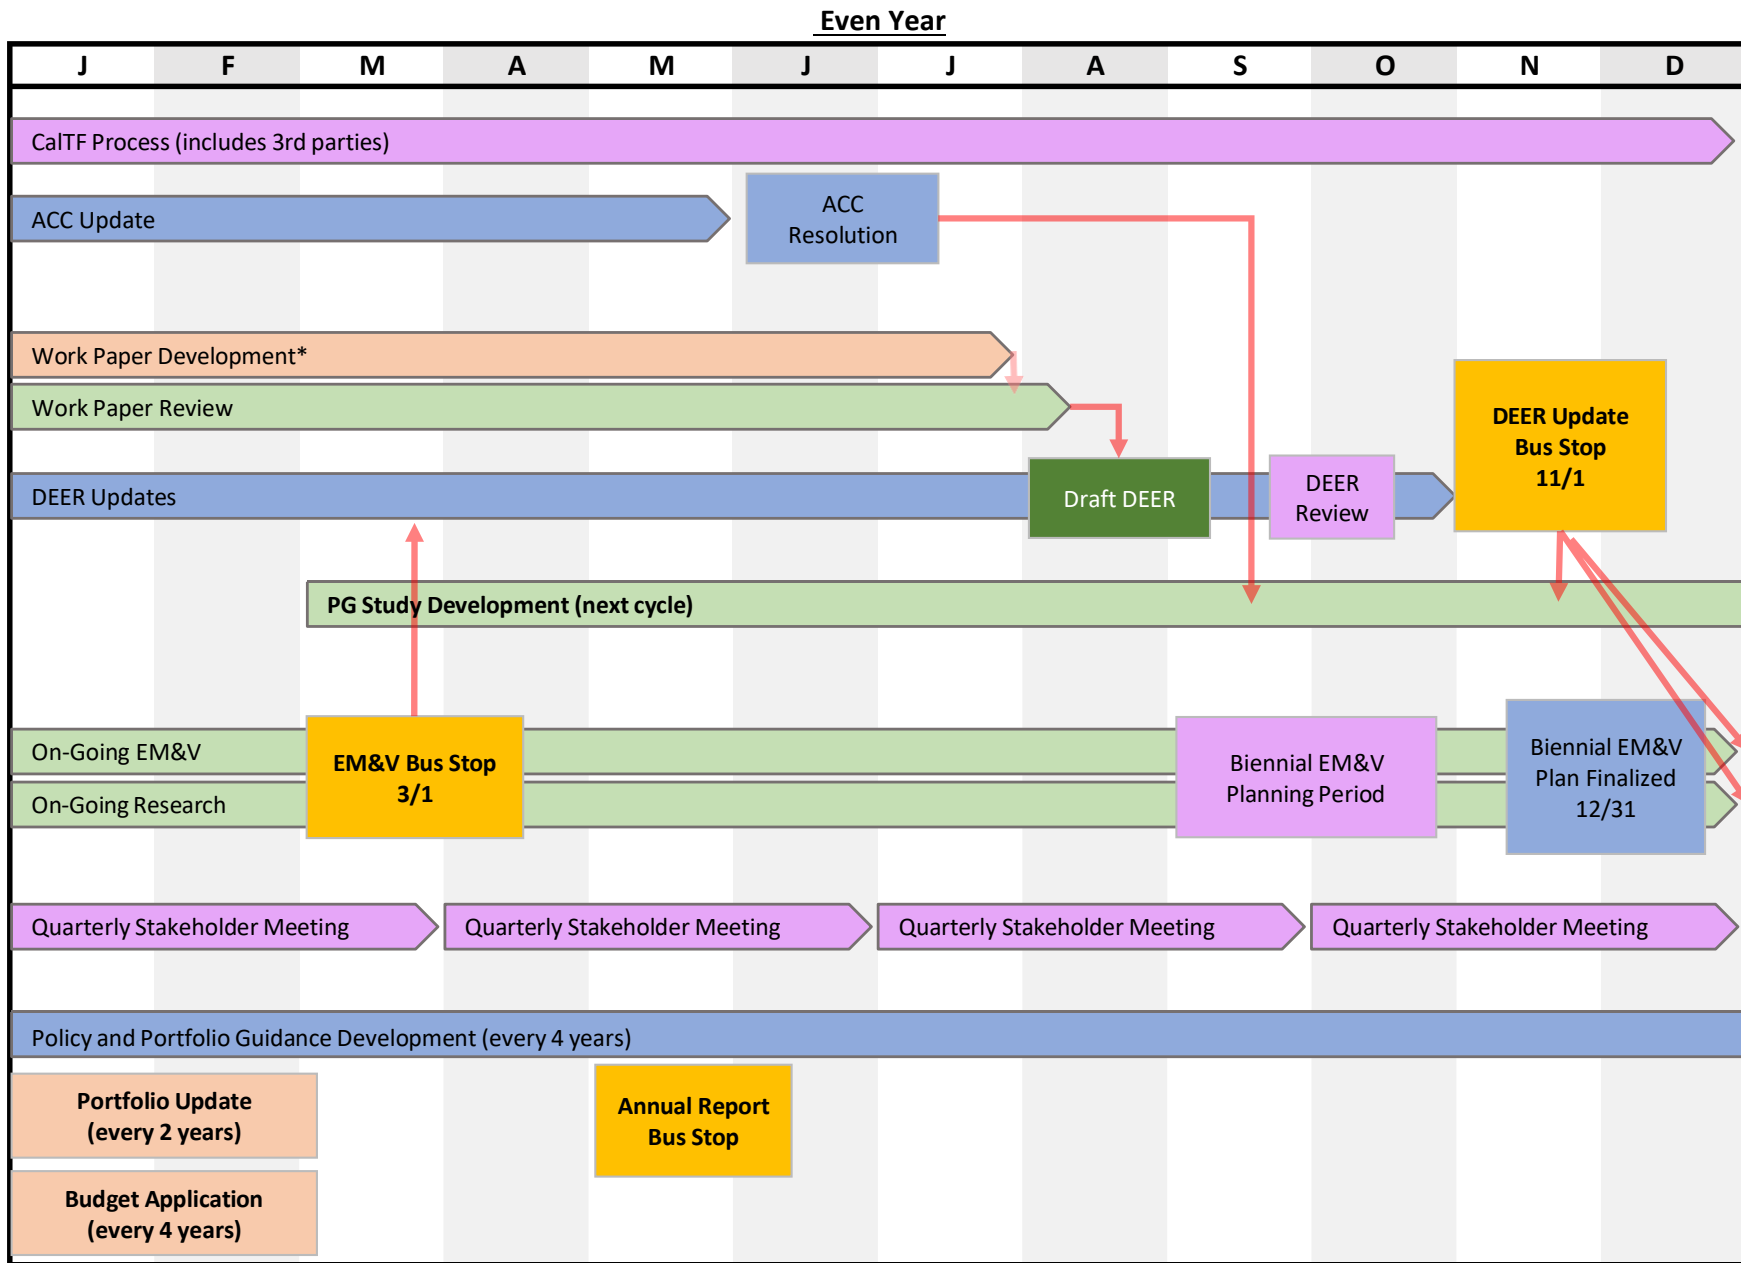 Even Year
J F M A M J J A S O N D
CalTF Process (includes 3rd parties)
ACC Update
ACC
Resolution
Work Paper Development*
Work Paper Review
DEER Updates
Draft DEER
DEER
Review
DEER Update
Bus Stop
11/1
PG Study Development (next cycle)
On-Going EM&V
On-Going Research
EM&V Bus Stop
3/1
Biennial EM&V
Planning Period
Biennial EM&V
Plan Finalized
12/31
Quarterly Stakeholder Meeting
Quarterly Stakeholder Meeting
Quarterly Stakeholder Meeting
Quarterly Stakeholder Meeting
Policy and Portfolio Guidance Development (every 4 years)
Portfolio Update
(every 2 years)
Annual Report
Bus Stop
Budget Application
(every 4 years)